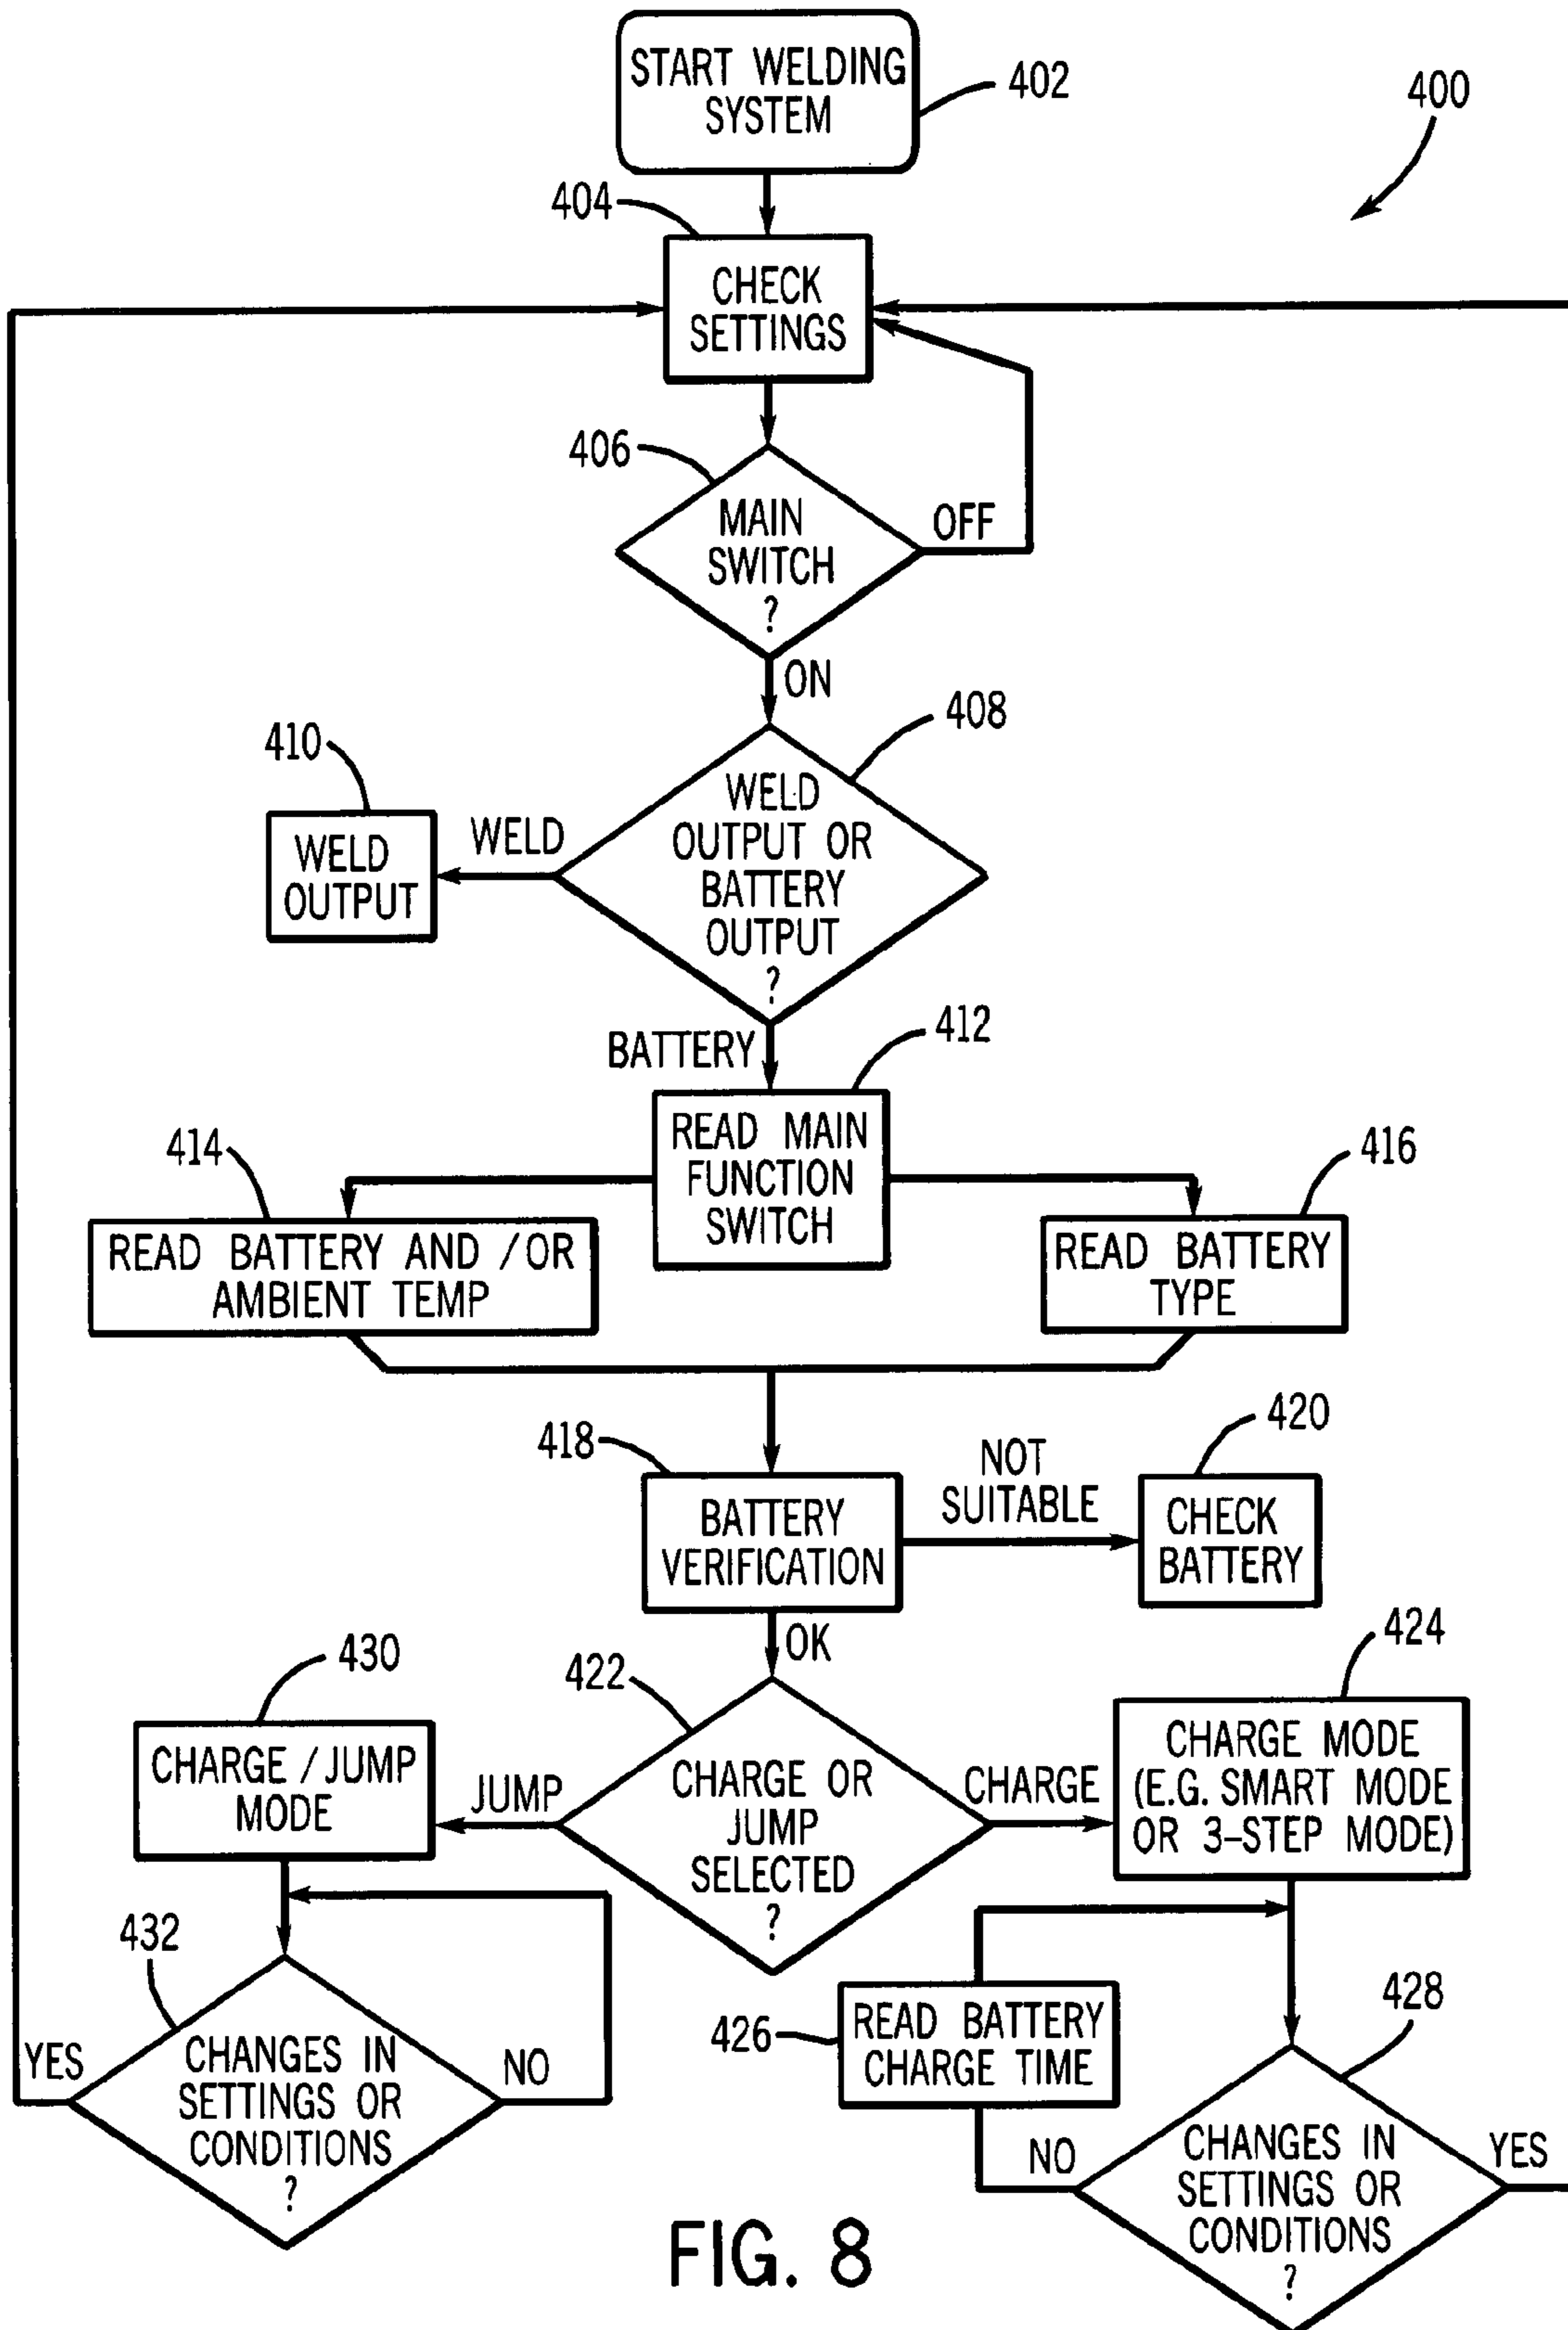 START WELDING
SYSTEM
402
400
404
CHECK
SETTINGS
406
MAIN
SWITCH
?
OFF
ON
408
410
WELD
OUTPUT OR
BATTERY
OUTPUT
?
WELD
WELD
OUTPUT
BATTERY
412
READ MAIN
FUNCTION
SWITCH
414
416
READ BATTERY AND /OR
AMBIENT TEMP
READ BATTERY
TYPE
418
BATTERY
VERIFICATION
NOT
SUITABLE
420
CHECK
BATTERY
OK
422
424
430
CHARGE /JUMP
MODE
JUMP
CHARGE OR
JUMP
SELECTED
?
CHARGE
CHARGE MODE
(E.G. SMART MODE
OR 3-STEP MODE)
432
YES
CHANGES IN
SETTINGS OR
CONDITIONS
?
NO
426
READ BATTERY
CHARGE TIME
428
NO
CHANGES IN
SETTINGS OR
CONDITIONS
?
YES
FIG. 8